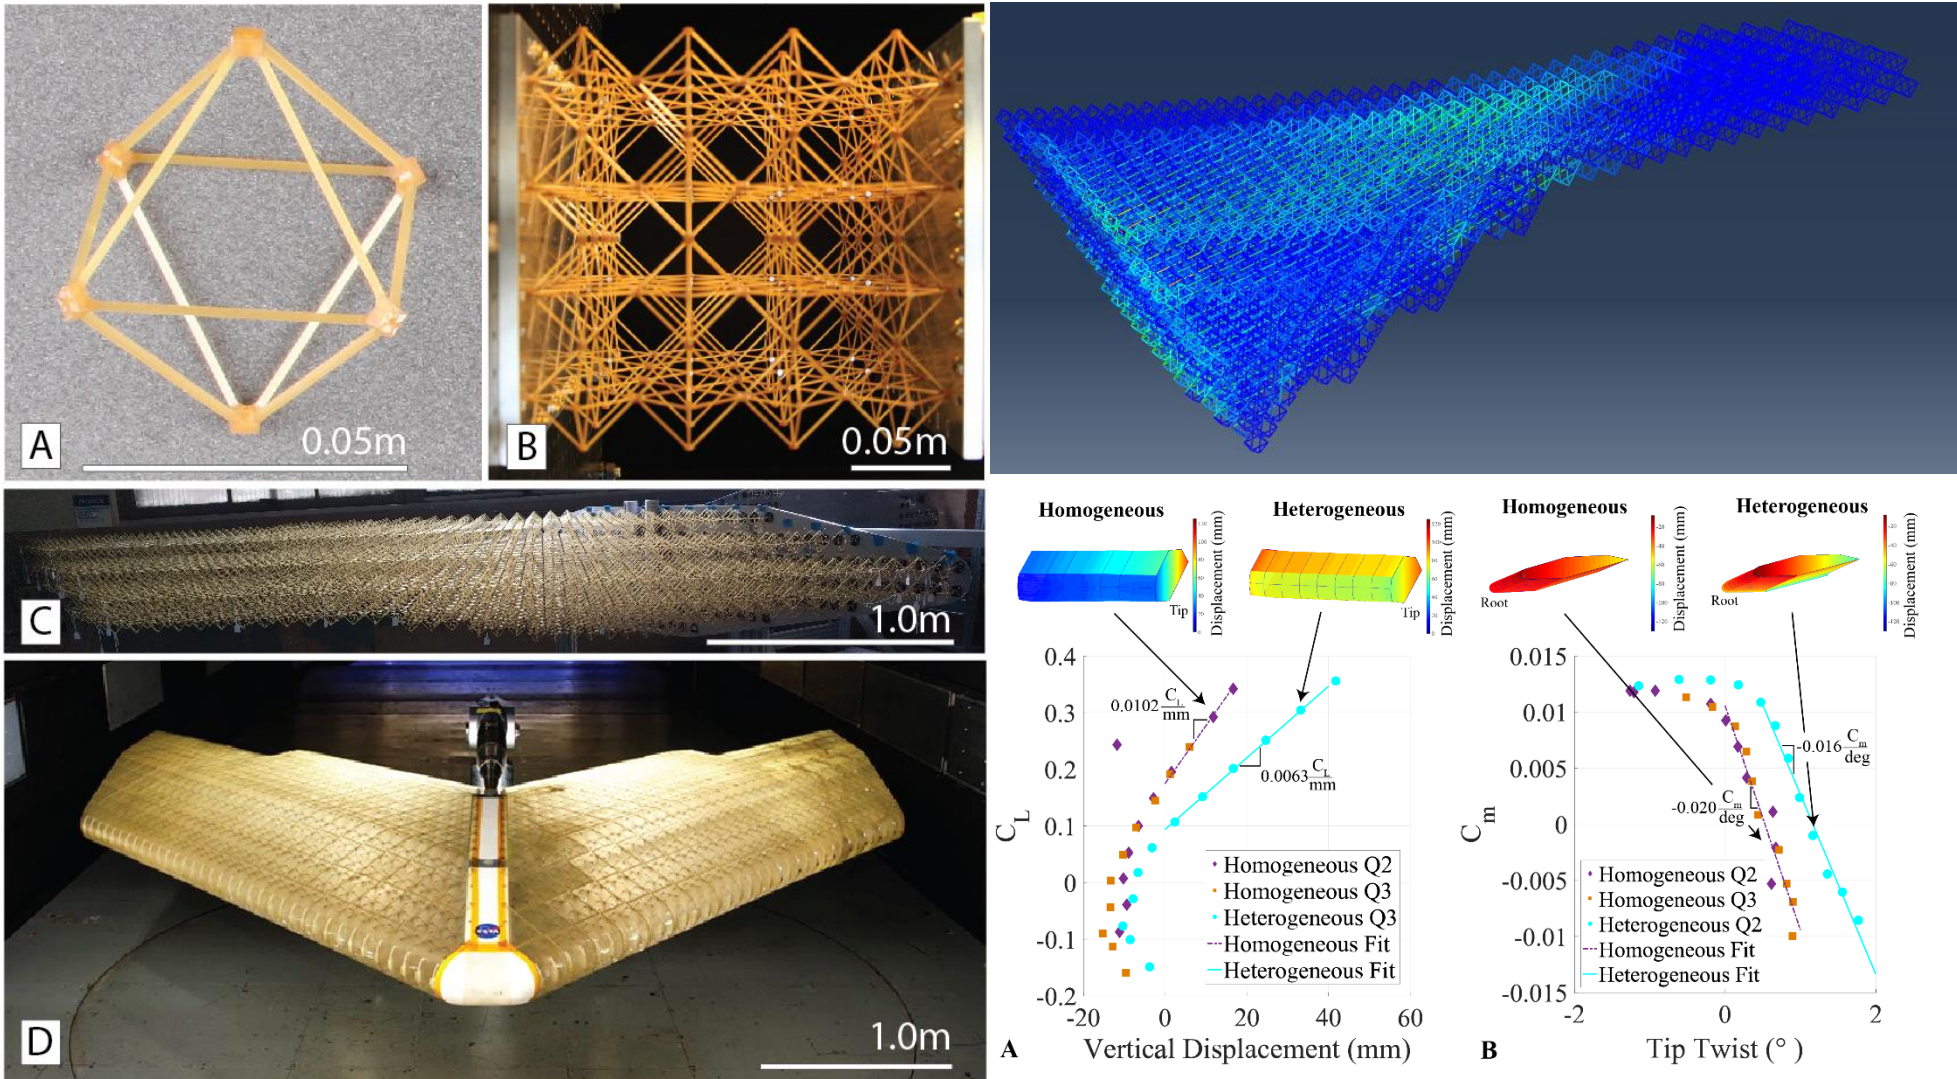 A
0.05m
B
0.05m
C
1.0m
D
1.0m
NASA
Homogeneous
Heterogeneous
Displacement (mm)
Displacement (mm)
Tip
Tip
0.4
0.3
0.2
0.1
0
-0.1
-0.2
C_L
0.0102 C_L/mm
0.0063 C_L/mm
Homogeneous Q2
Homogeneous Q3
Heterogeneous Q3
Homogeneous Fit
Heterogeneous Fit
-20 0 20 40 60
A Vertical Displacement (mm)
Homogeneous
Heterogeneous
Displacement (mm)
Displacement (mm)
Root
Root
0.015
0.010
0.005
0
-0.005
-0.01
-0.015
C_m
-0.016 C_m/deg
-0.020 C_m/deg
Homogeneous Q2
Homogeneous Q3
Heterogeneous Q2
Homogeneous Fit
Heterogeneous Fit
-2 0 2
B Tip Twist (° )